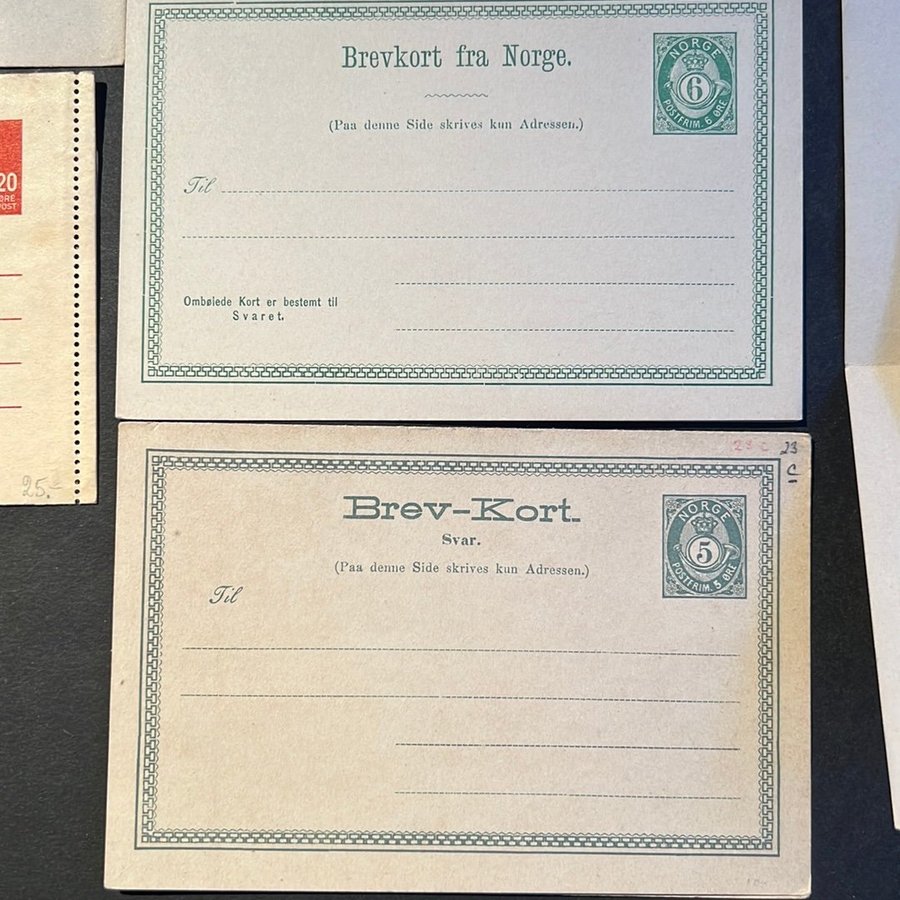 Brevkort fra Norge.
(Paa denne Side skrives kun Adressen.)
NORGE
6
POSTFRIM. 6 ØRE
Til
Ombøiede Kort er bestemt til
Svaret.
20
ØRE
POST
25.
23 c
23
c
Brev-Kort.
Svar.
(Paa denne Side skrives kun Adressen.)
NORGE
5
POSTFRIM. 5 ØRE
Til